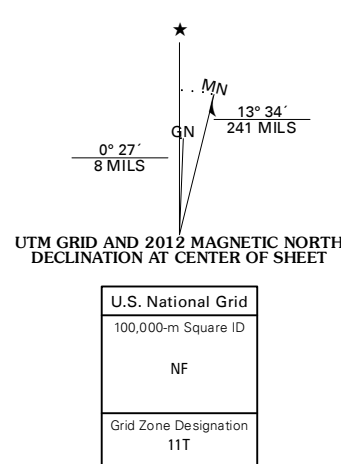 ★
MN
GN
13° 34´
241 MILS
0° 27´
8 MILS
UTM GRID AND 2012 MAGNETIC NORTH
DECLINATION AT CENTER OF SHEET
U.S. National Grid
100,000-m Square ID
NF
Grid Zone Designation
11T